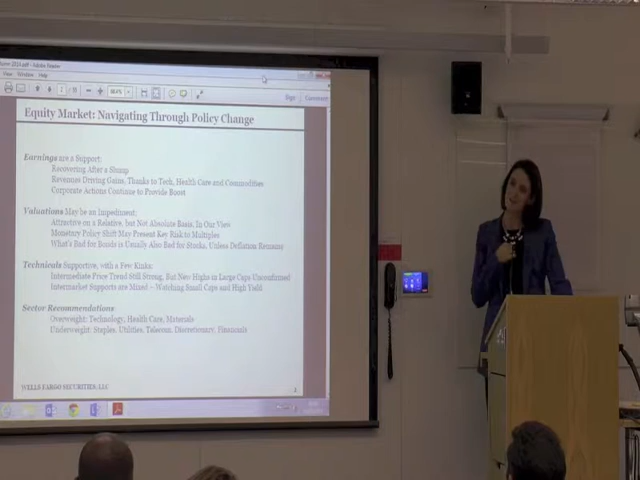 View Window Help
Sign
Comment
Equity Market: Navigating Through Policy Change
Earnings are a Support:
Recovering After a Slump
Revenues Driving Gains, Thanks to Tech, Health Care and Commodities
Corporate Actions Continue to Provide Boost
Valuations May be an Impediment:
Attractive on a Relative, but Not Absolute Basis, In Our View
Monetary Policy Shift May Present Key Risk to Multiples
What's Bad for Bonds is Usually Also Bad for Stocks, Unless Deflation Remains
Technicals Supportive, with a Few Kinks:
Intermediate Price Trend Still Strong, But New Highs in Large Caps Unconfirmed
Intermarket Supports are Mixed – Watching Small Caps and High Yield
Sector Recommendations
Overweight: Technology, Health Care, Materials
Underweight: Staples, Utilities, Telecom, Discretionary, Financials
WELLS FARGO SECURITIES, LLC